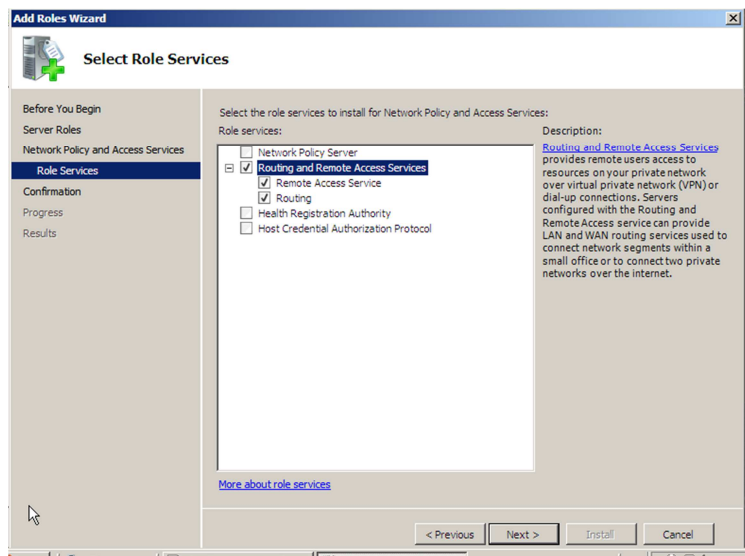 Add Roles Wizard
Select Role Services
Before You Begin
Server Roles
Network Policy and Access Services
Role Services
Confirmation
Progress
Results
Select the role services to install for Network Policy and Access Services:
Role services:
Network Policy Server
Routing and Remote Access Services
Remote Access Service
Routing
Health Registration Authority
Host Credential Authorization Protocol
More about role services
Description:
Routing and Remote Access Services
provides remote users access to
resources on your private network
over virtual private network (VPN) or
dial-up connections. Servers
configured with the Routing and
Remote Access service can provide
LAN and WAN routing services used to
connect network segments within a
small office or to connect two private
networks over the internet.
< Previous
Next >
Install
Cancel